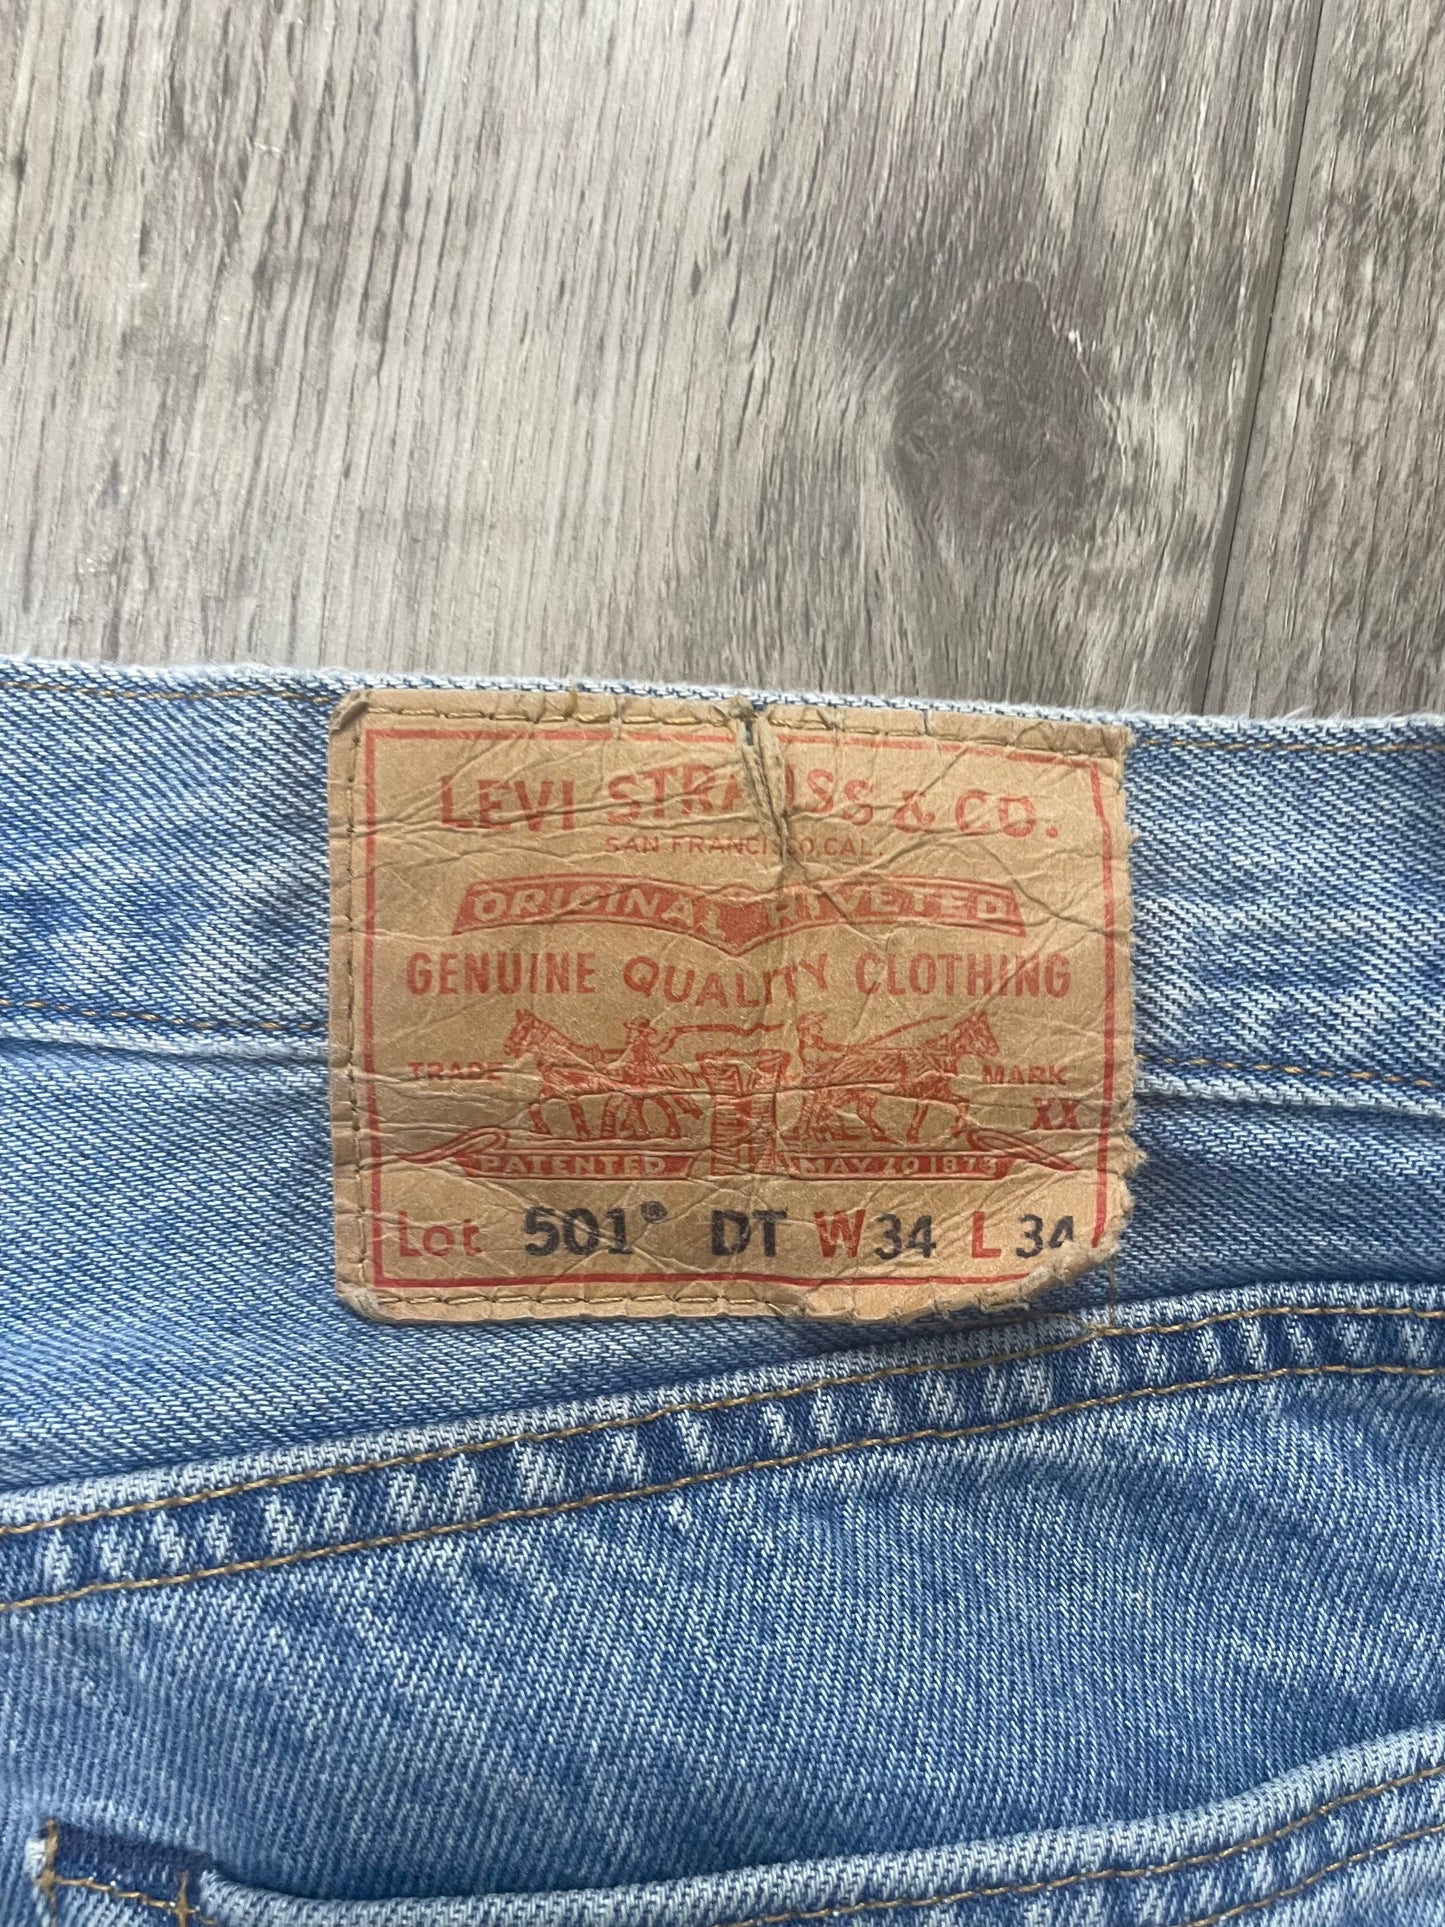 LEVI STRAUSS & CO.
SAN FRANCISCO, CAL.
ORIGINAL RIVETED
GENUINE QUALITY CLOTHING
TRADE MARK
XX
PATENTED MAY 20 1873
Lot 501® DT W34 L34